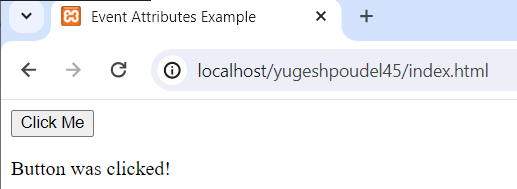 Event Attributes Example
localhost/yugeshpoudel45/index.html
Click Me
Button was clicked!